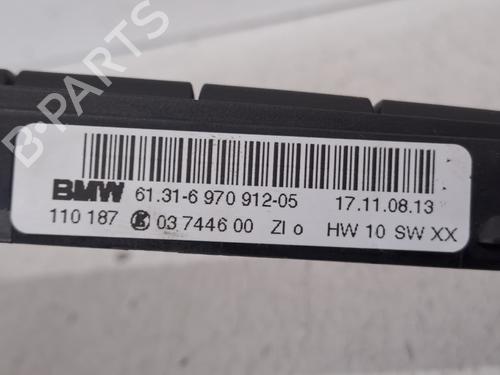 BMW 61.31-6 970 912-05 17.11.08.13
110 187 03 7446 00 ZI o HW 10 SW XX
B-PARTS